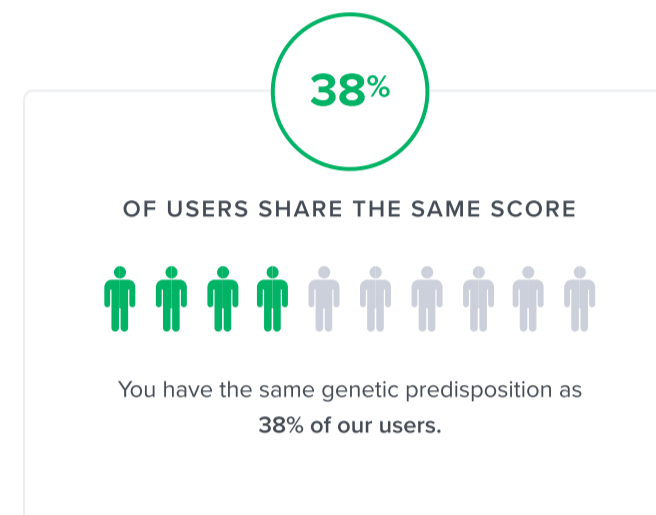 38%
OF USERS SHARE THE SAME SCORE
You have the same genetic predisposition as
38% of our users.